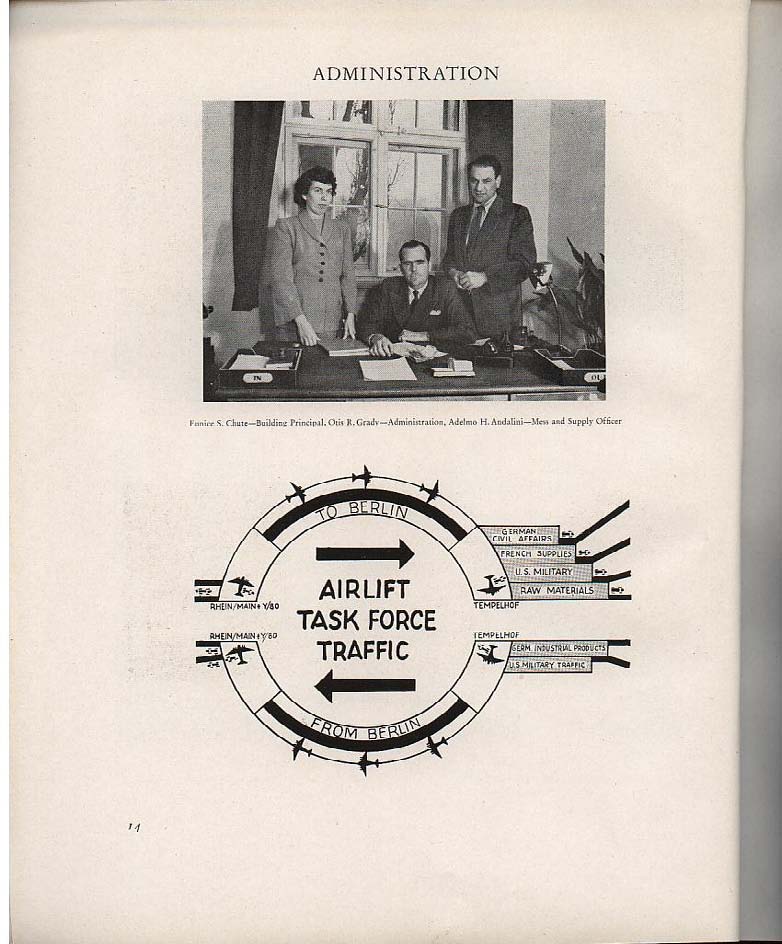 ADMINISTRATION
IN
OUT
Eunice S. Chute—Building Principal, Otis R. Grady—Administration, Adelmo H. Andalini—Mess and Supply Officer
TO BERLIN
GERMAN
CIVIL AFFAIRS
FRENCH SUPPLIES
U.S. MILITARY
RAW MATERIALS
AIRLIFT
TASK FORCE
TRAFFIC
RHEIN/MAIN & Y/80
TEMPELHOF
RHEIN/MAIN & Y/80
TEMPELHOF
GERM. INDUSTRIAL PRODUCTS
U.S. MILITARY TRAFFIC
FROM BERLIN
14